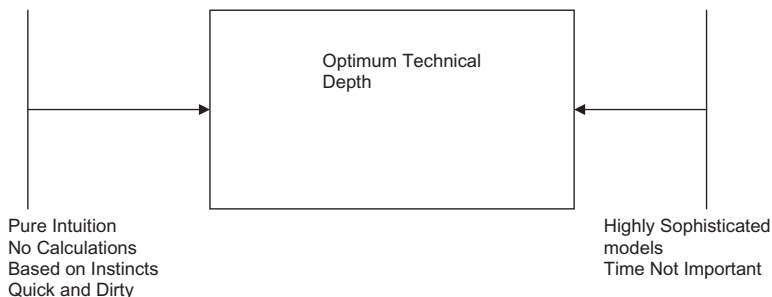 Optimum Technical
Depth
Pure Intuition
No Calculations
Based on Instincts
Quick and Dirty
Highly Sophisticated
models
Time Not Important